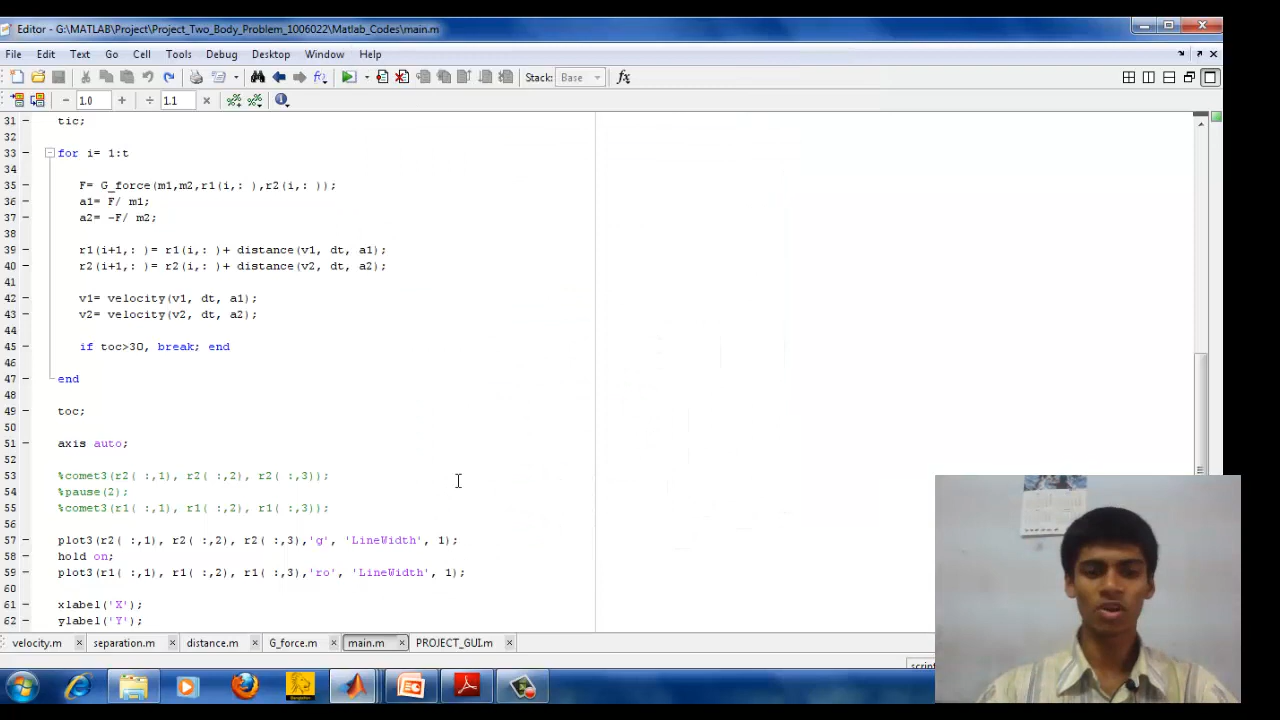 Editor - G:\MATLAB\Project\Project_Two_Body_Problem_1006022\Matlab_Codes\main.m
File Edit Text Go Cell Tools Debug Desktop Window Help
Stack: Base fx
− 1.0 + ÷ 1.1 ×
31 tic;
32
33 for i= 1:t
34
35 F= G_force(m1,m2,r1(i,: ),r2(i,: ));
36 a1= F/ m1;
37 a2= -F/ m2;
38
39 r1(i+1,: )= r1(i,: )+ distance(v1, dt, a1);
40 r2(i+1,: )= r2(i,: )+ distance(v2, dt, a2);
41
42 v1= velocity(v1, dt, a1);
43 v2= velocity(v2, dt, a2);
44
45 if toc>30, break; end
46
47 end
48
49 toc;
50
51 axis auto;
52
53 %comet3(r2( :,1), r2( :,2), r2( :,3));
54 %pause(2);
55 %comet3(r1( :,1), r1( :,2), r1( :,3));
56
57 plot3(r2( :,1), r2( :,2), r2( :,3),'g', 'LineWidth', 1);
58 hold on;
59 plot3(r1( :,1), r1( :,2), r1( :,3),'ro', 'LineWidth', 1);
60
61 xlabel('X');
62 ylabel('Y');
velocity.m × separation.m × distance.m × G_force.m × main.m × PROJECT_GUI.m ×